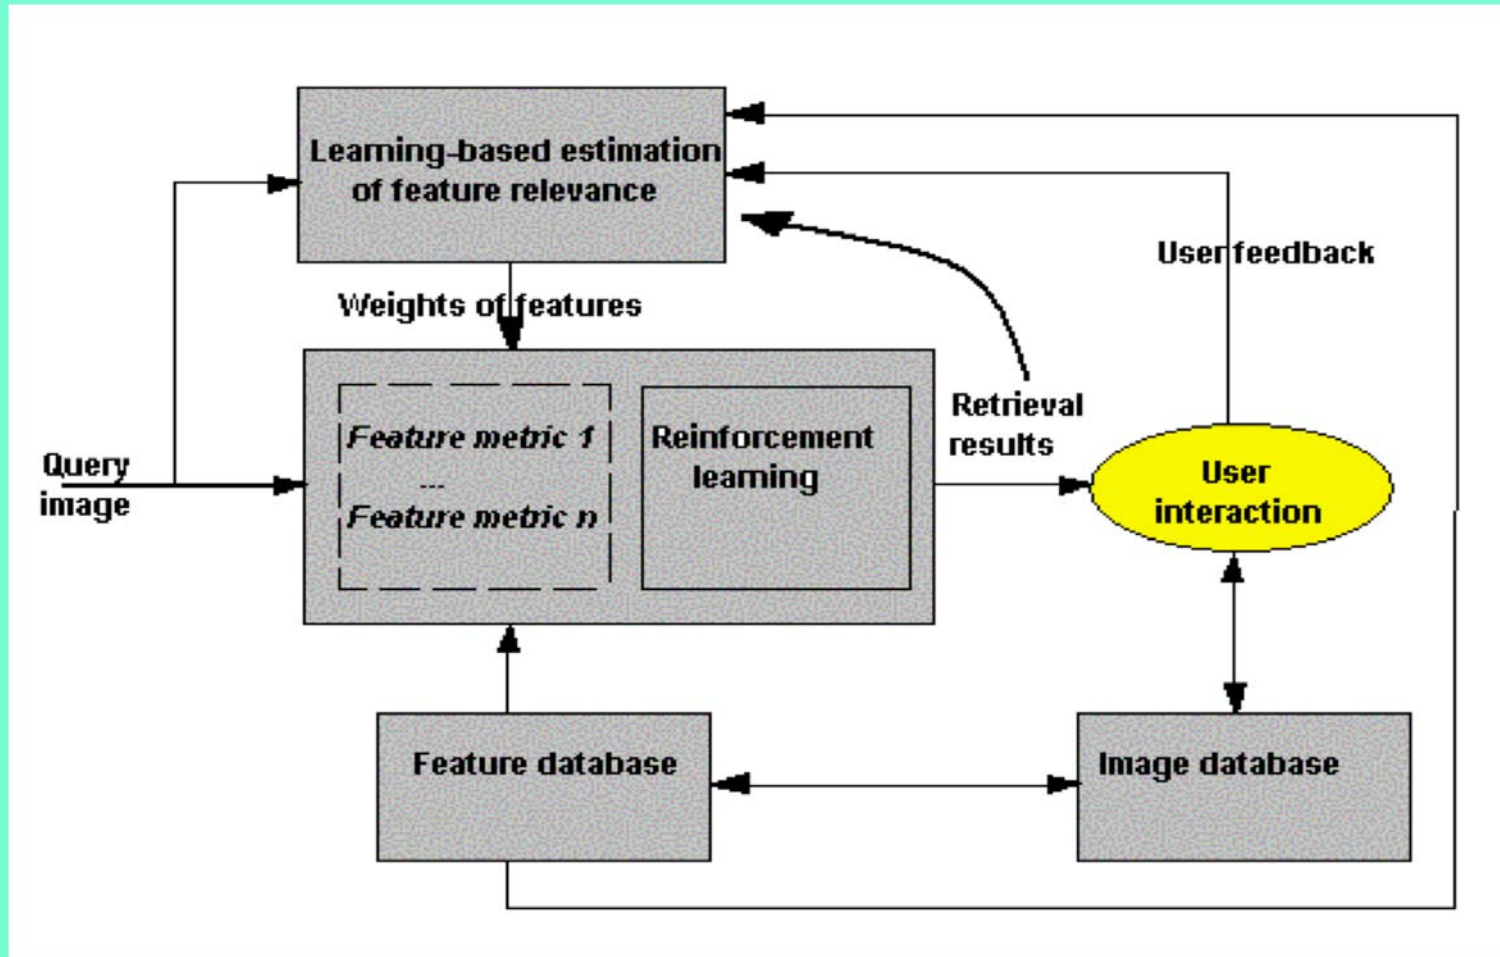 Learning-based estimation
of feature relevance
User feedback
Weights of features
Retrieval
results
Feature metric 1
...
Feature metric n
Reinforcement
learning
Query
image
User
interaction
Feature database
Image database